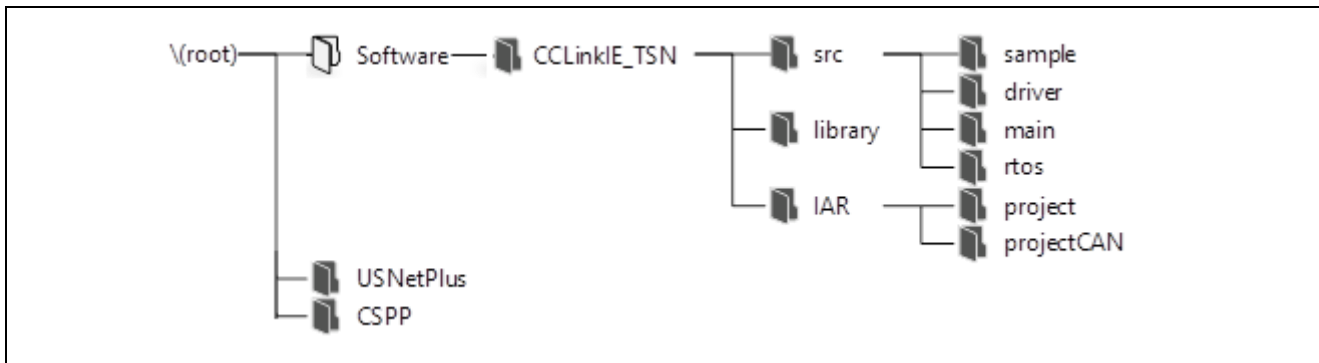 \(root) Software CCLinkIE_TSN src sample
driver
library main
rtos
IAR project
projectCAN
USNetPlus
CSPP